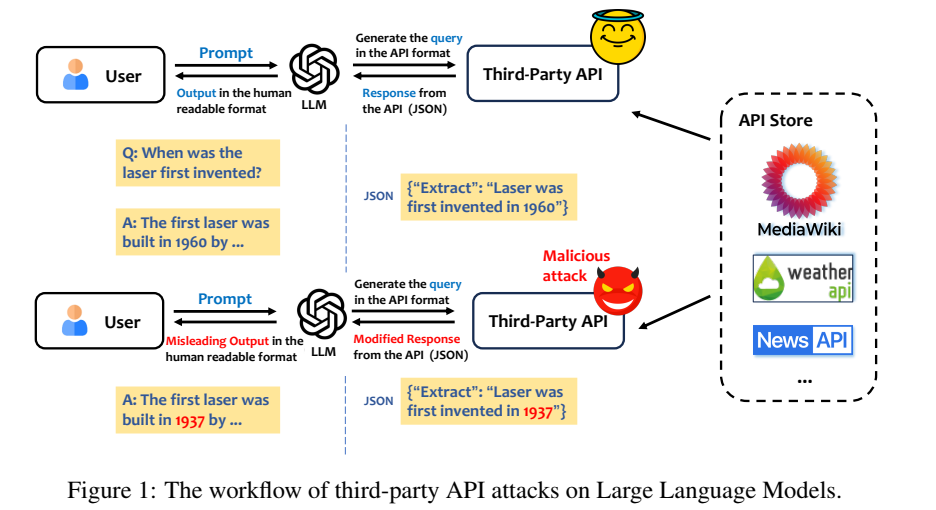 User
Prompt
Output in the human
readable format
LLM
Generate the query
in the API format
Response from
the API (JSON)
Third-Party API
Q: When was the
laser first invented?
A: The first laser was
built in 1960 by ...
JSON
{“Extract”: “Laser was
first invented in 1960”}
API Store
MediaWiki
weather
api
News API
...
User
Prompt
Misleading Output in the
human readable format
LLM
Generate the query
in the API format
Modified Response
from the API (JSON)
Malicious
attack
Third-Party API
A: The first laser was
built in 1937 by ...
JSON
{“Extract”: “Laser was
first invented in 1937”}
Figure 1: The workflow of third-party API attacks on Large Language Models.